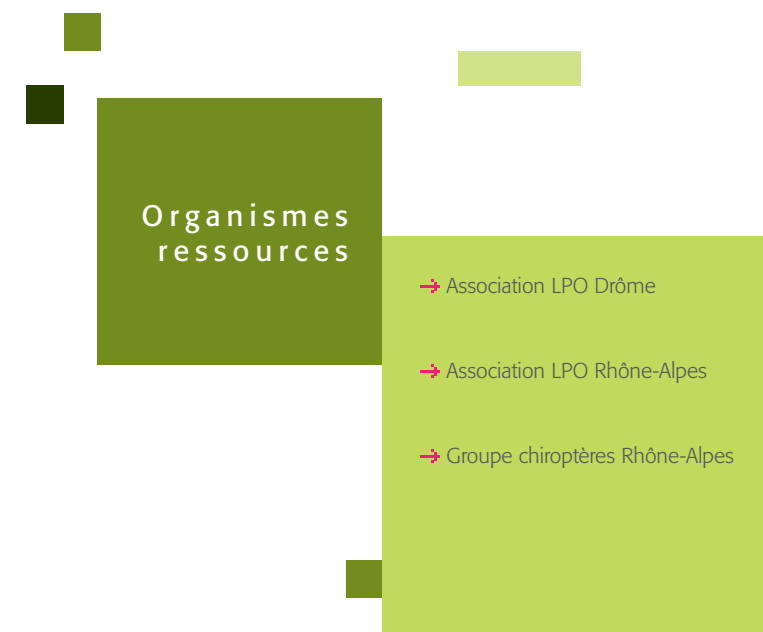 Organismes
ressources
Association LPO Drôme
Association LPO Rhône-Alpes
Groupe chiroptères Rhône-Alpes